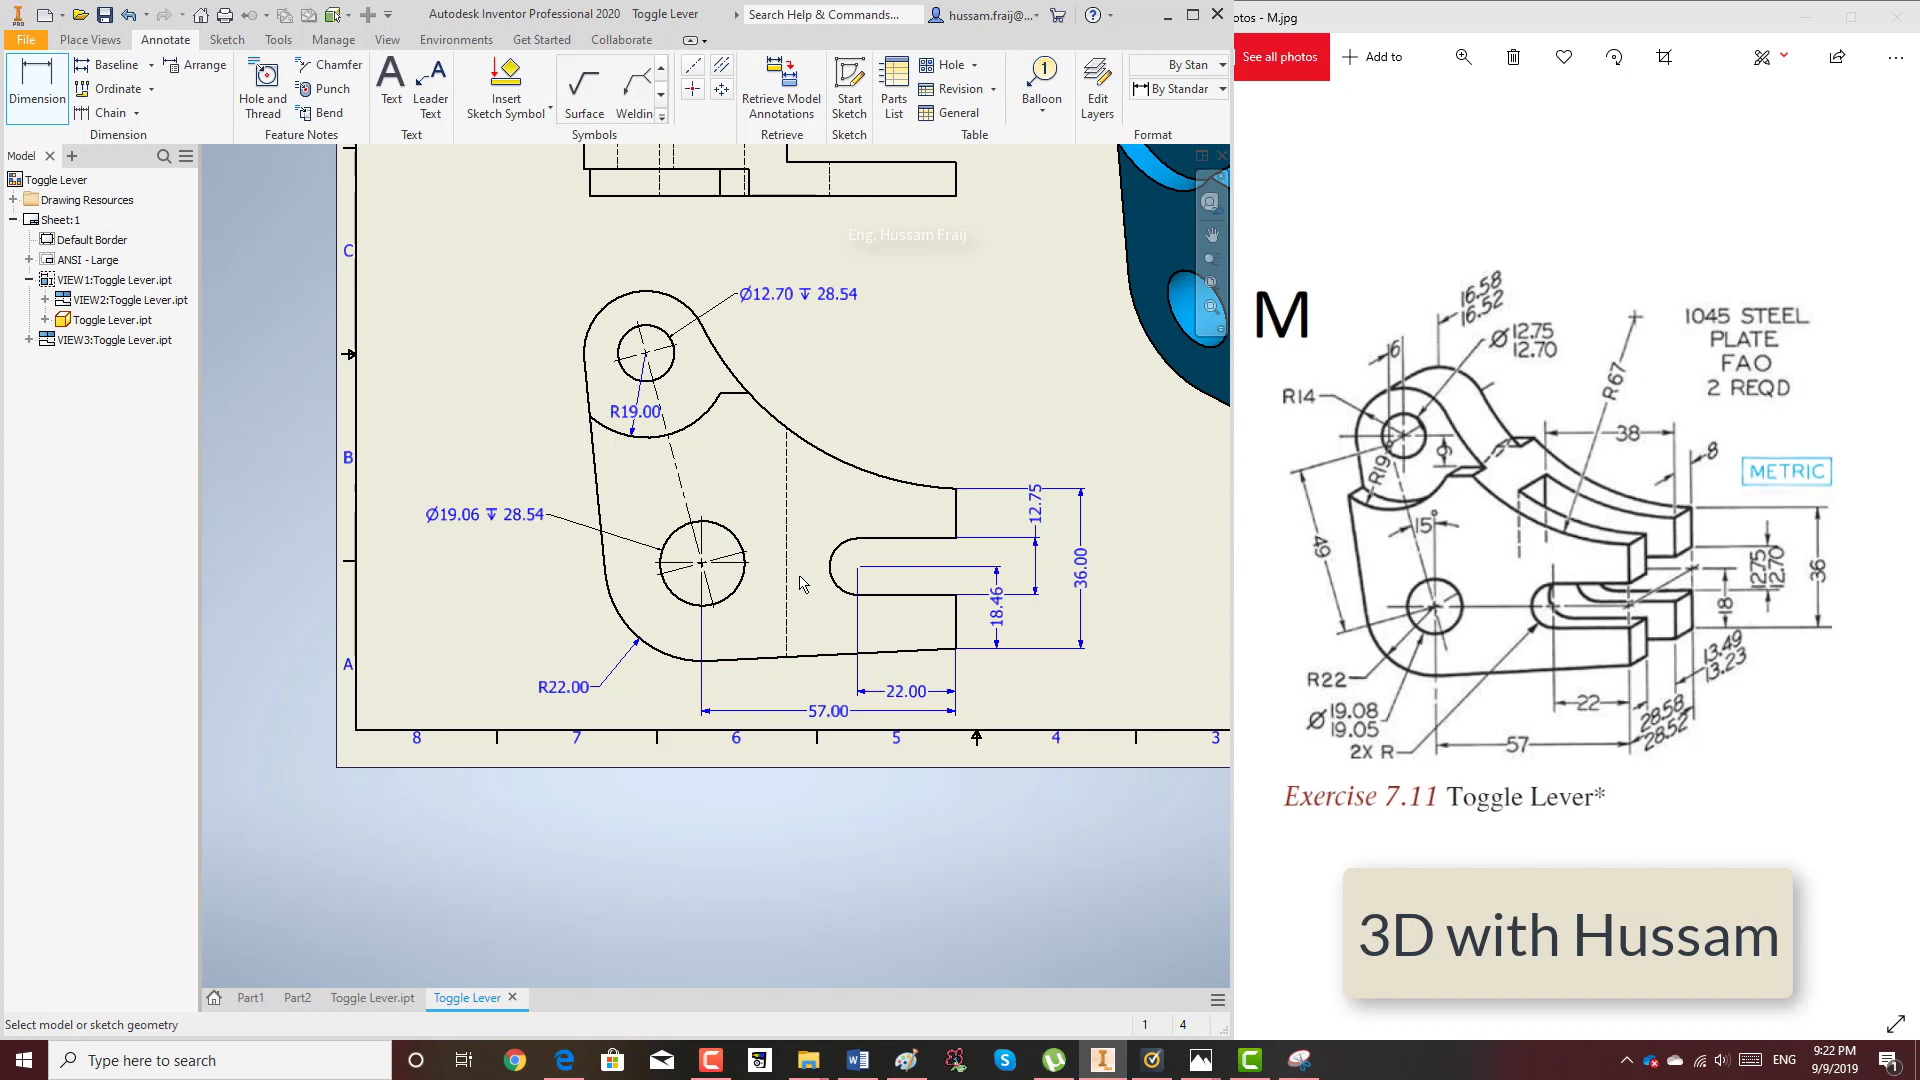 Autodesk Inventor Professional 2020 Toggle Lever
Search Help & Commands...
hussam.fraij@...
otos - M.jpg
File
Place Views
Annotate
Sketch
Tools
Manage
View
Environments
Get Started
Collaborate
See all photos
Add to
Dimension
Baseline
Ordinate
Chain
Arrange
Dimension
Hole and
Thread
Chamfer
Punch
Bend
Feature Notes
Text
Leader
Text
Text
Insert
Sketch Symbol
Surface
Weldin
Symbols
Retrieve Model
Annotations
Retrieve
Start
Sketch
Sketch
Parts
List
Hole
Revision
General
Table
Balloon
Edit
Layers
By Stan
By Standar
Format
Model
Toggle Lever
Drawing Resources
Sheet:1
Default Border
ANSI - Large
VIEW1:Toggle Lever.ipt
VIEW2:Toggle Lever.ipt
Toggle Lever.ipt
VIEW3:Toggle Lever.ipt
C
B
A
Eng. Hussam Fraij
Ø12.70 ↧ 28.54
R19.00
Ø19.06 ↧ 28.54
R22.00
12.75
36.00
18.46
22.00
57.00
8 7 6 5 4 3
M
16.58
16.52
6
Ø12.75
12.70
R67
1045 STEEL
PLATE
FAO
2 REQD
R14
38
8
R19
6
METRIC
15°
49
12.75
12.70
36
18
13.49
13.23
R22
22
28.58
28.52
Ø19.08
19.05
2X R
57
Exercise 7.11 Toggle Lever*
3D with Hussam
Part1
Part2
Toggle Lever.ipt
Toggle Lever
Select model or sketch geometry
1 4
Type here to search
ENG
9:22 PM
9/9/2019